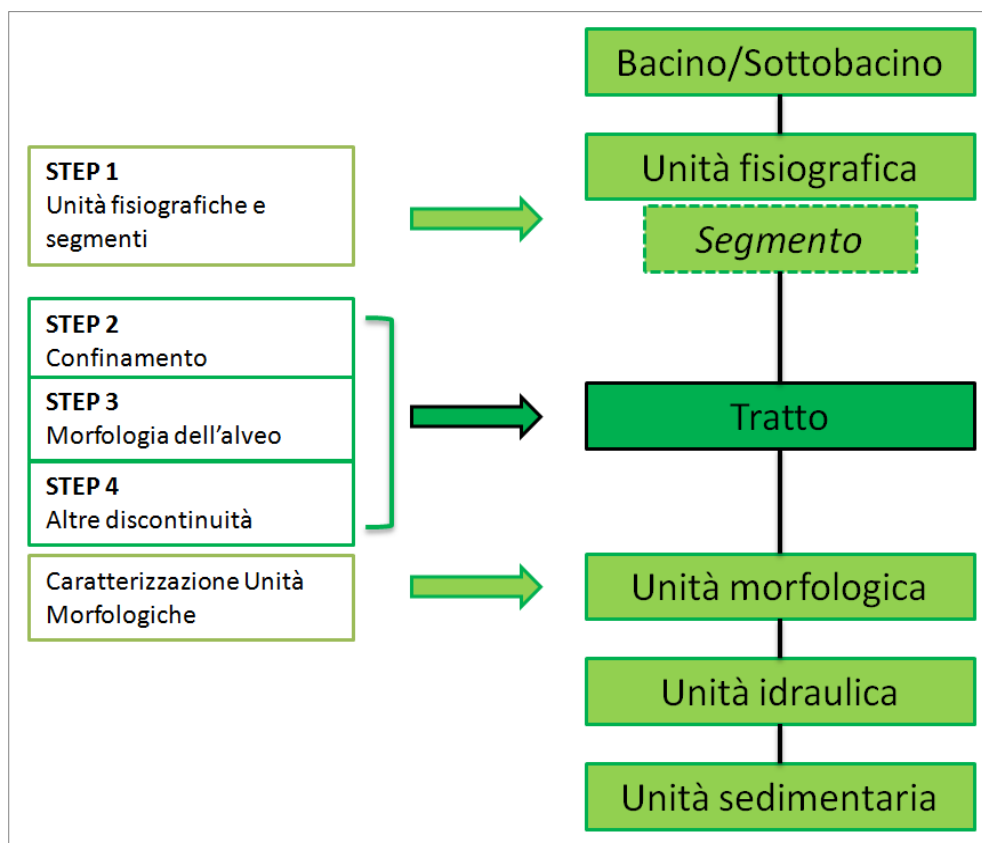 Bacino/Sottobacino
Unità fisiografica
Segmento
STEP 1
Unità fisiografiche e
segmenti
STEP 2
Confinamento
STEP 3
Morfologia dell'alveo
STEP 4
Altre discontinuità
Tratto
Caratterizzazione Unità
Morfologiche
Unità morfologica
Unità idraulica
Unità sedimentaria